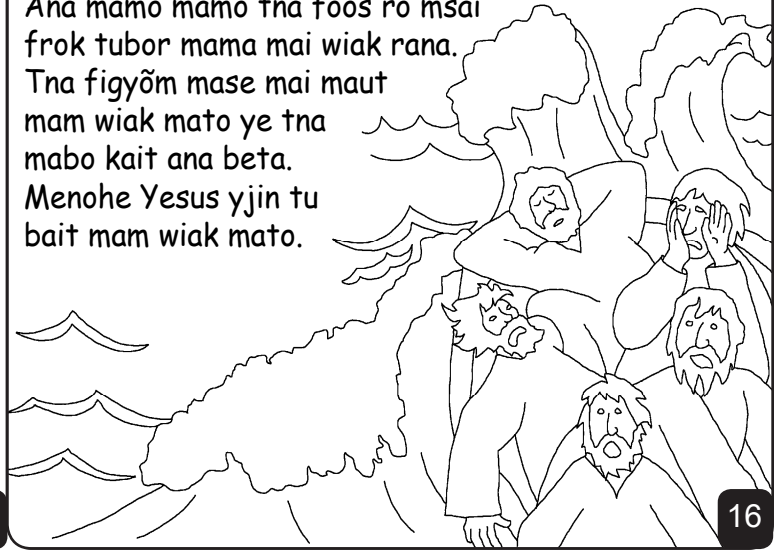 Ana mamo mamo tna foos ro msai
frok tubor mama mai wiak rana.
Tna figyõm mase mai maut
mam wiak mato ye tna
mabo kait ana beta.
Menohe Yesus yjin tu
bait mam wiak mato.
16